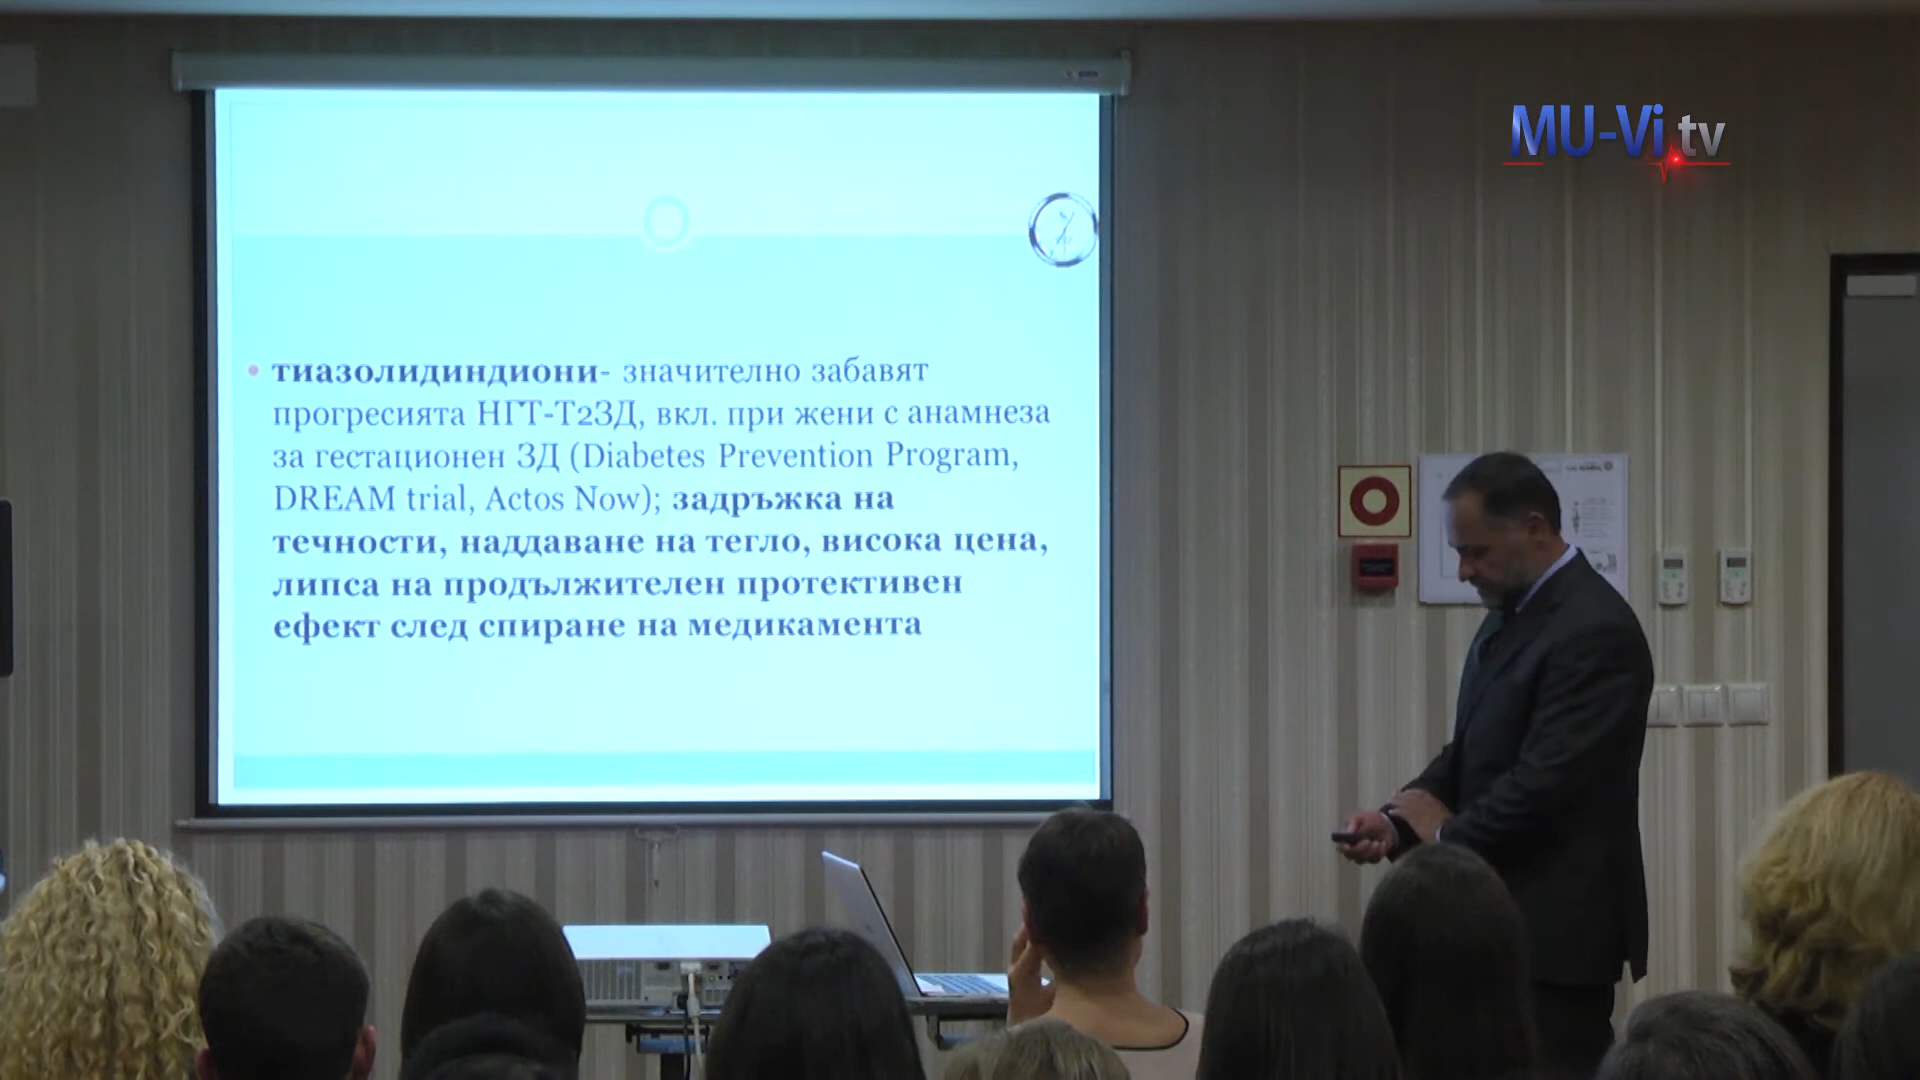 MU-Vi.tv
тиазолидиндиони- значително забавят
прогресията НГТ-Т2ЗД, вкл. при жени с анамнеза
за гестационен ЗД (Diabetes Prevention Program,
DREAM trial, Actos Now); задръжка на
течности, наддаване на тегло, висока цена,
липса на продължителен протективен
ефект след спиране на медикамента